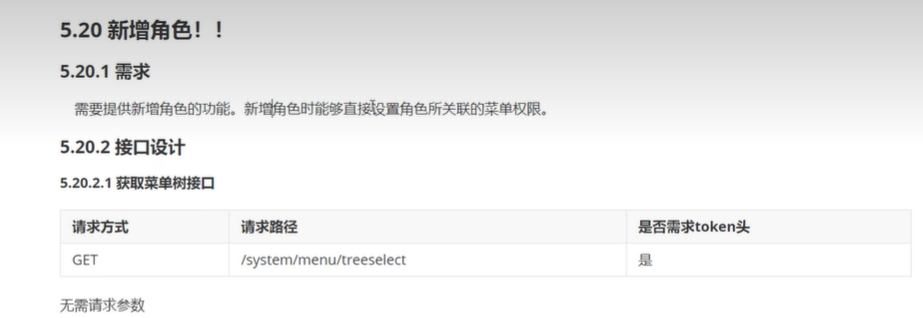 5.20 新增角色！！
5.20.1 需求
需要提供新增角色的功能。新增角色时能够直接设置角色所关联的菜单权限。
5.20.2 接口设计
5.20.2.1 获取菜单树接口
请求方式 请求路径 是否需求token头
GET /system/menu/treeselect 是
无需请求参数